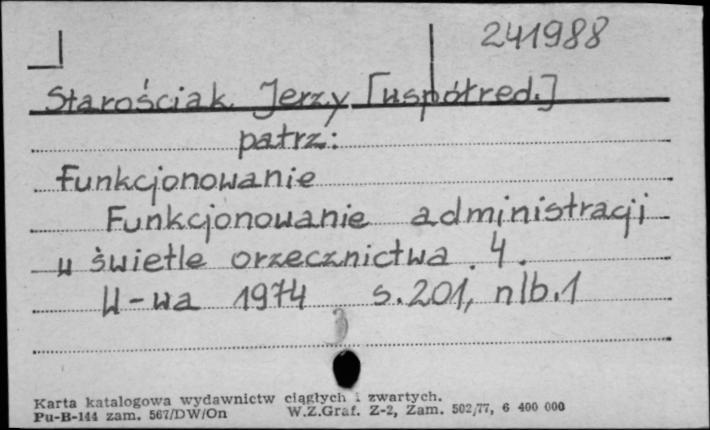 241988
Starościak Jerzy [współred.]
patrz:
Funkcjonowanie
Funkcjonowanie administracji
w świetle orzecznictwa. 4.
W-wa 1974 s. 201, nlb. 1
Karta katalogowa wydawnictw ciągłych i zwartych.
Pu-B-144 zam. 567/DW/On W.Z.Graf. Z-2, Zam. 502/77, 6 400 000